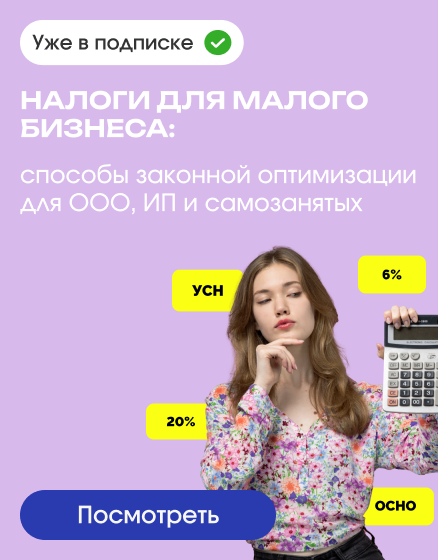 Уже в подписке
НАЛОГИ ДЛЯ МАЛОГО
БИЗНЕСА:
способы законной оптимизации
для ООО, ИП и самозанятых
6%
УСН
20%
ОСНО
Посмотреть